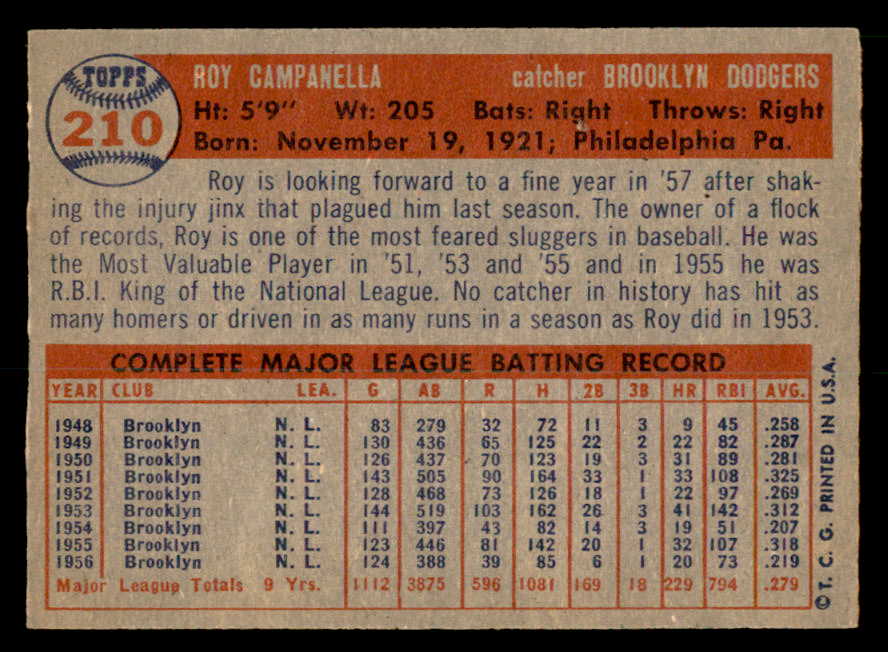 TOPPS
210
ROY CAMPANELLA catcher BROOKLYN DODGERS
Ht: 5'9" Wt: 205 Bats: Right Throws: Right
Born: November 19, 1921; Philadelphia Pa.
Roy is looking forward to a fine year in '57 after shak-
ing the injury jinx that plagued him last season. The owner of a flock
of records, Roy is one of the most feared sluggers in baseball. He was
the Most Valuable Player in '51, '53 and '55 and in 1955 he was
R.B.I. King of the National League. No catcher in history has hit as
many homers or driven in as many runs in a season as Roy did in 1953.
COMPLETE MAJOR LEAGUE BATTING RECORD
YEAR CLUB LEA. G AB R H 2B 3B HR RBI AVG.
1948 Brooklyn N. L. 83 279 32 72 11 3 9 45 .258
1949 Brooklyn N. L. 130 436 65 125 22 2 22 82 .287
1950 Brooklyn N. L. 126 437 70 123 19 3 31 89 .281
1951 Brooklyn N. L. 143 505 90 164 33 1 33 108 .325
1952 Brooklyn N. L. 128 468 73 126 18 1 22 97 .269
1953 Brooklyn N. L. 144 519 103 162 26 3 41 142 .312
1954 Brooklyn N. L. 111 397 43 82 14 3 19 51 .207
1955 Brooklyn N. L. 123 446 81 142 20 1 32 107 .318
1956 Brooklyn N. L. 124 388 39 85 6 1 20 73 .219
Major League Totals 9 Yrs. 1112 3875 596 1081 169 18 229 794 .279
© T. C. G. PRINTED IN U.S.A.